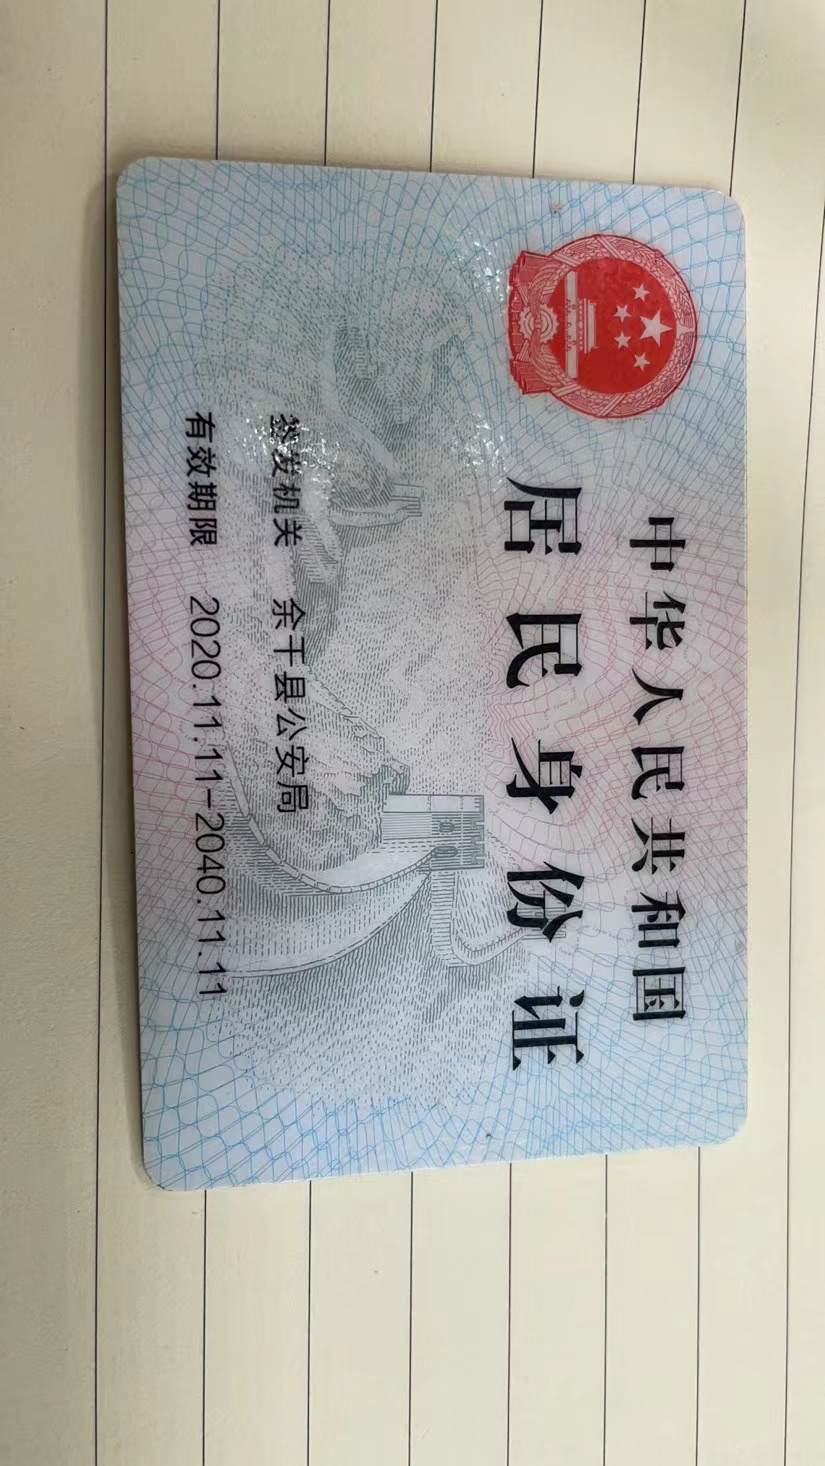 中华人民共和国
居民身份证
签发机关 余干县公安局
有效期限 2020.11.11-2040.11.11